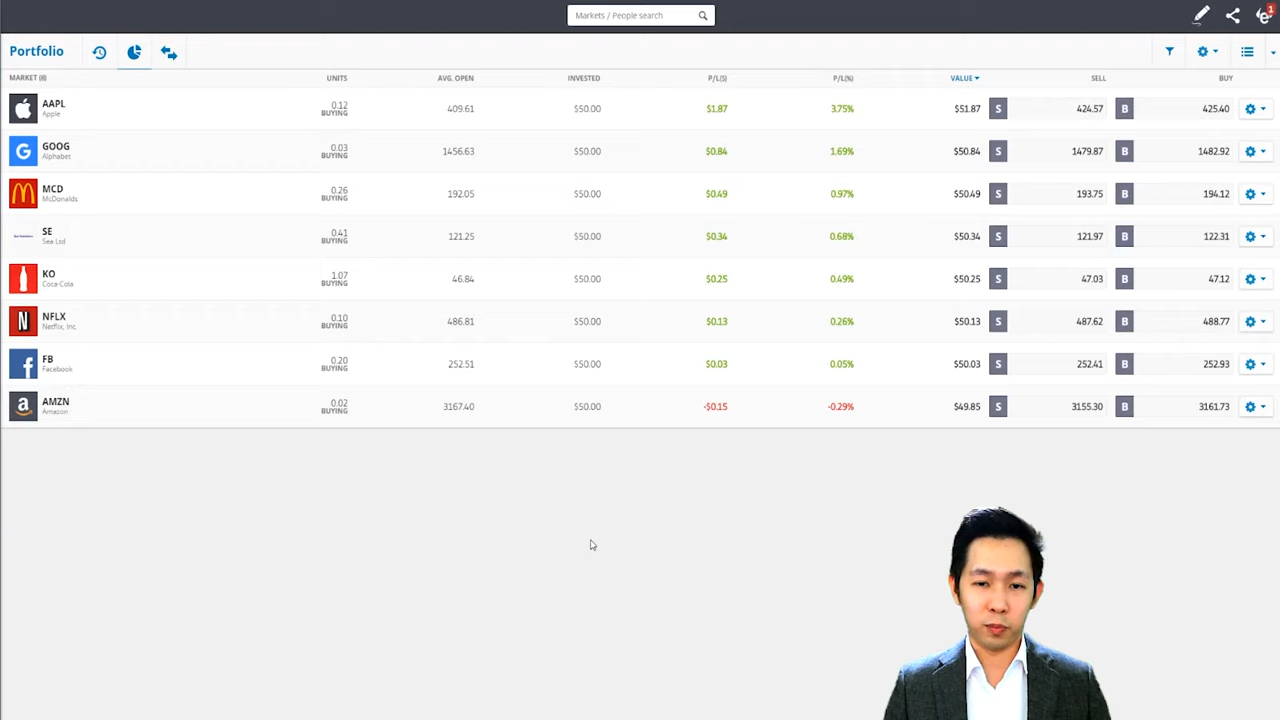 Markets / People search
1
Portfolio
MARKET (8) UNITS AVG. OPEN INVESTED P/L($) P/L(%) VALUE SELL BUY
AAPL 0.12 409.61 $50.00 $1.87 3.75% $51.87 S 424.57 B 425.40
Apple BUYING
GOOG 0.03 1456.63 $50.00 $0.84 1.69% $50.84 S 1479.87 B 1482.92
Alphabet BUYING
MCD 0.26 192.05 $50.00 $0.49 0.97% $50.49 S 193.75 B 194.12
McDonalds BUYING
SE 0.41 121.25 $50.00 $0.34 0.68% $50.34 S 121.97 B 122.31
Sea Ltd BUYING
KO 1.07 46.84 $50.00 $0.25 0.49% $50.25 S 47.03 B 47.12
Coca-Cola BUYING
NFLX 0.10 486.81 $50.00 $0.13 0.26% $50.13 S 487.62 B 488.77
Netflix, Inc. BUYING
FB 0.20 252.51 $50.00 $0.03 0.05% $50.03 S 252.41 B 252.93
Facebook BUYING
AMZN 0.02 3167.40 $50.00 -$0.15 -0.29% $49.85 S 3155.30 B 3161.73
Amazon BUYING